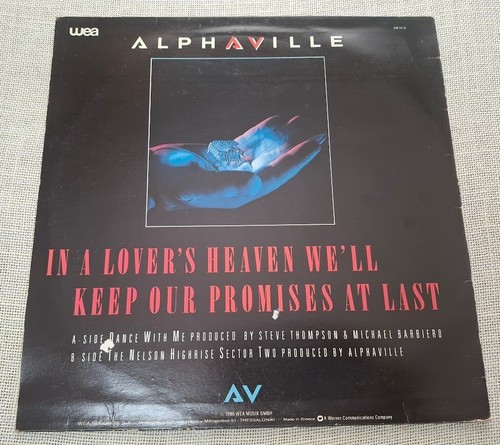 wea
ALPHAVILLE
IN A LOVER'S HEAVEN WE'LL
KEEP OUR PROMISES AT LAST
A-SIDE DANCE WITH ME PRODUCED BY STEVE THOMPSON & MICHAEL BARBIERO
B-SIDE THE NELSON HIGHRISE SECTOR TWO PRODUCED BY ALPHAVILLE
AV
1986 WEA MUSIK GMBH
THESSALONIKI - Made in Greece A Warner Communications Company